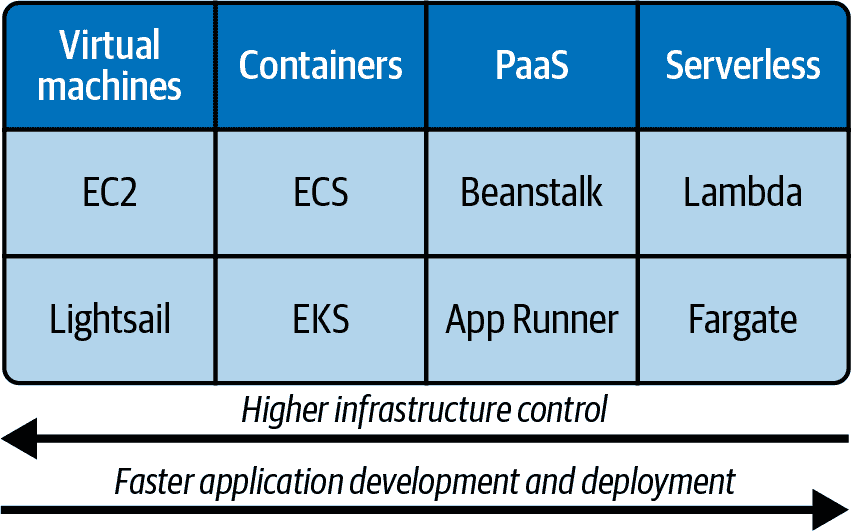 Virtual machines Containers PaaS Serverless
EC2 ECS Beanstalk Lambda
Lightsail EKS App Runner Fargate
Higher infrastructure control
Faster application development and deployment